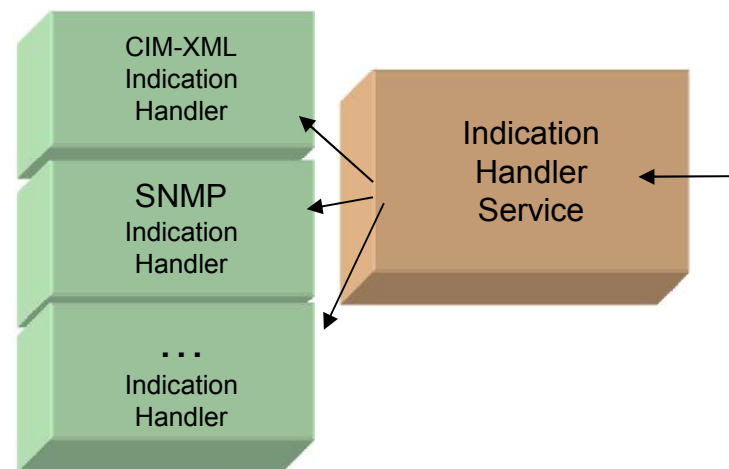 CIM-XML
Indication
Handler
SNMP
Indication
Handler
...
Indication
Handler
Indication
Handler
Service